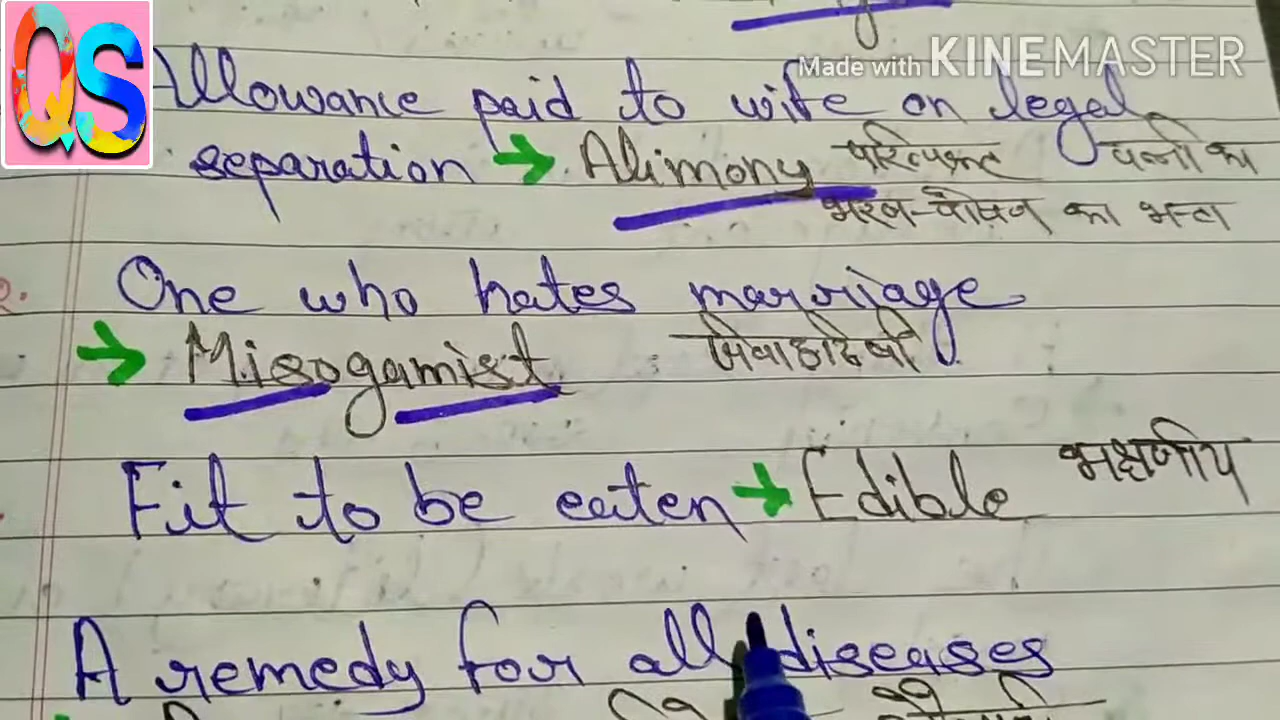 QS
Made with KINEMASTER
Allowance paid to wife on legal
separation → Alimony परित्यक्त पत्नी का
भरण-पोषण का भत्ता
One who hates marriage
→ Misogamist विवाहद्वेषी
Fit to be eaten → Edible भक्षणीय
A remedy for all diseases